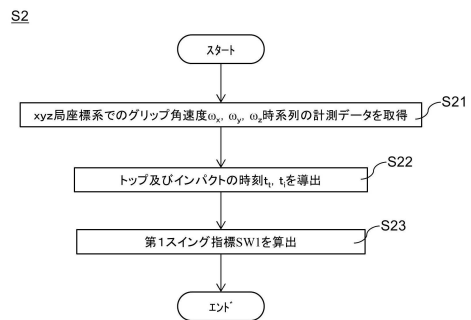 S2
スタート
S21
xyz局座標系でのグリップ角速度ωx, ωy, ωz時系列の計測データを取得
S22
トップ及びインパクトの時刻tt, tiを導出
S23
第1スイング指標SW1を算出
エンド